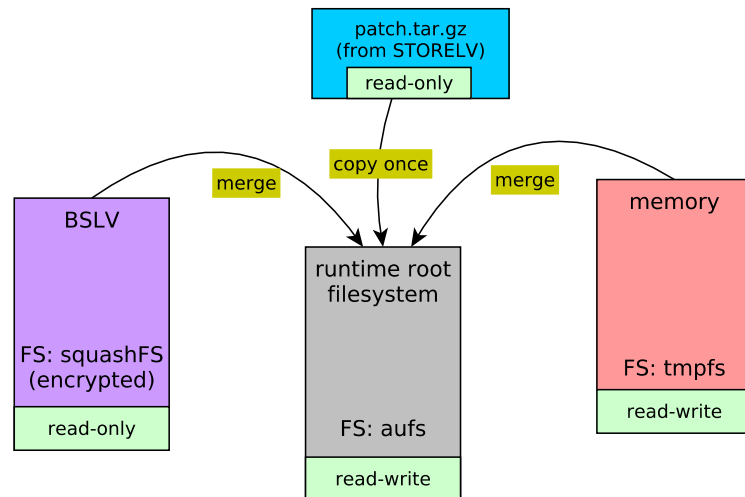 patch.tar.gz
(from STORELV)
read-only
copy once
merge
merge
BSLV
FS: squashFS
(encrypted)
read-only
runtime root
filesystem
FS: aufs
read-write
memory
FS: tmpfs
read-write